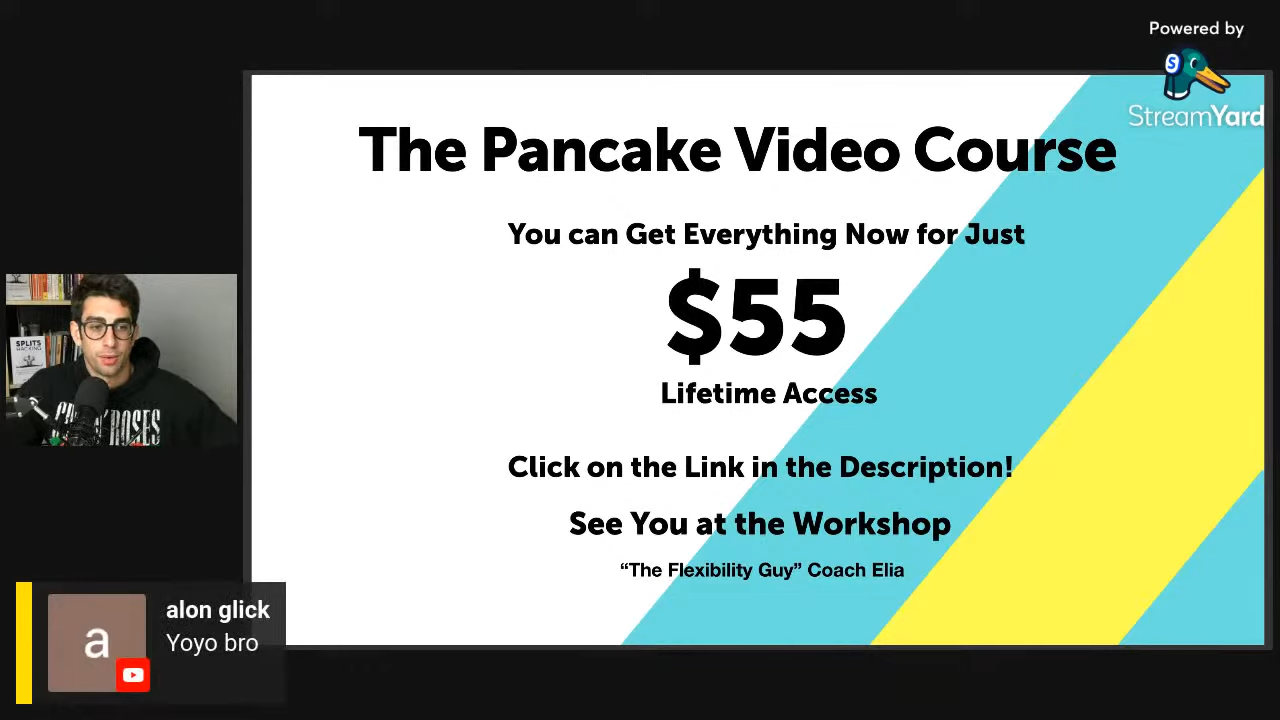 Powered by
StreamYard
The Pancake Video Course
You can Get Everything Now for Just
$55
Lifetime Access
Click on the Link in the Description!
See You at the Workshop
“The Flexibility Guy” Coach Elia
SPLITS
HACKING
alon glick
Yoyo bro
a
S